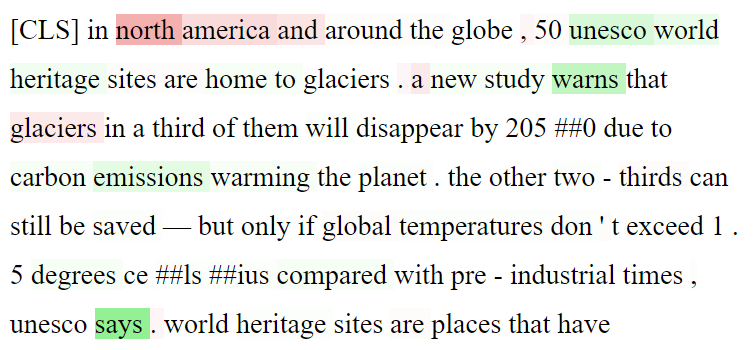 [CLS] in north america and around the globe , 50 unesco world
heritage sites are home to glaciers . a new study warns that
glaciers in a third of them will disappear by 205 ##0 due to
carbon emissions warming the planet . the other two - thirds can
still be saved — but only if global temperatures don ' t exceed 1 .
5 degrees ce ##ls ##ius compared with pre - industrial times ,
unesco says . world heritage sites are places that have